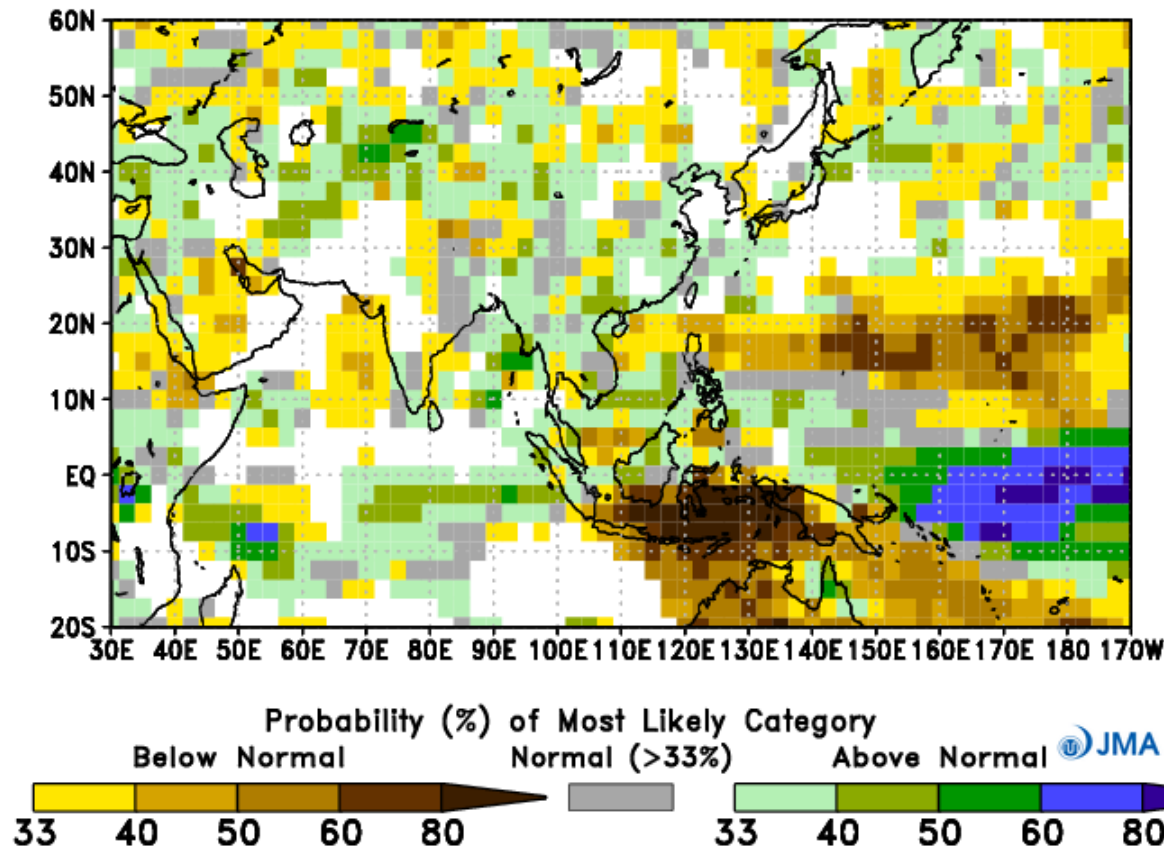 60N
50N
40N
30N
20N
10N
EQ
10S
20S
30E 40E 50E 60E 70E 80E 90E 100E 110E 120E 130E 140E 150E 160E 170E 180 170W
Probability (%) of Most Likely Category
Below Normal Normal (>33%) Above Normal JMA
33 40 50 60 80 33 40 50 60 80